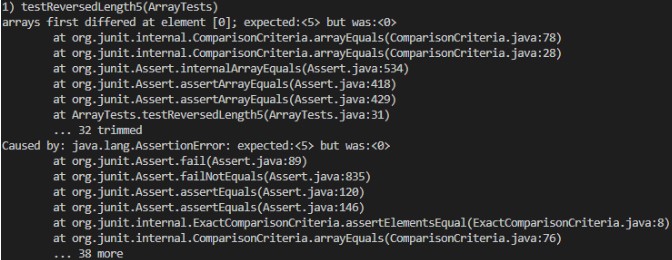 1) testReversedLength5(ArrayTests)
arrays first differed at element [0]; expected:<5> but was:<0>
at org.junit.internal.ComparisonCriteria.arrayEquals(ComparisonCriteria.java:78)
at org.junit.internal.ComparisonCriteria.arrayEquals(ComparisonCriteria.java:28)
at org.junit.Assert.internalArrayEquals(Assert.java:534)
at org.junit.Assert.assertArrayEquals(Assert.java:418)
at org.junit.Assert.assertArrayEquals(Assert.java:429)
at ArrayTests.testReversedLength5(ArrayTests.java:31)
... 32 trimmed
Caused by: java.lang.AssertionError: expected:<5> but was:<0>
at org.junit.Assert.fail(Assert.java:89)
at org.junit.Assert.failNotEquals(Assert.java:835)
at org.junit.Assert.assertEquals(Assert.java:120)
at org.junit.Assert.assertEquals(Assert.java:146)
at org.junit.internal.ExactComparisonCriteria.assertElementsEqual(ExactComparisonCriteria.java:8)
at org.junit.internal.ComparisonCriteria.arrayEquals(ComparisonCriteria.java:76)
... 38 more